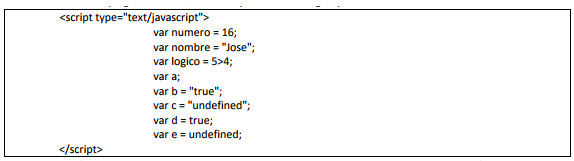 <script type="text/javascript">
var numero = 16;
var nombre = "Jose";
var logico = 5>4;
var a;
var b = "true";
var c = "undefined";
var d = true;
var e = undefined;
</script>